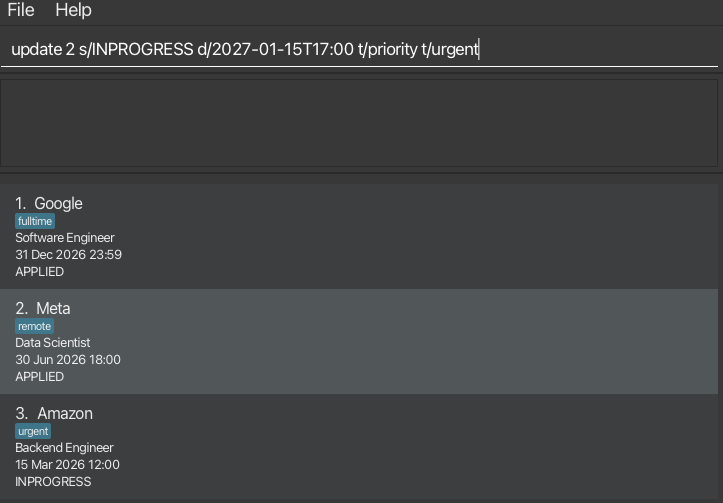 File Help
update 2 s/INPROGRESS d/2027-01-15T17:00 t/priority t/urgent
1. Google
fulltime
Software Engineer
31 Dec 2026 23:59
APPLIED
2. Meta
remote
Data Scientist
30 Jun 2026 18:00
APPLIED
3. Amazon
urgent
Backend Engineer
15 Mar 2026 12:00
INPROGRESS